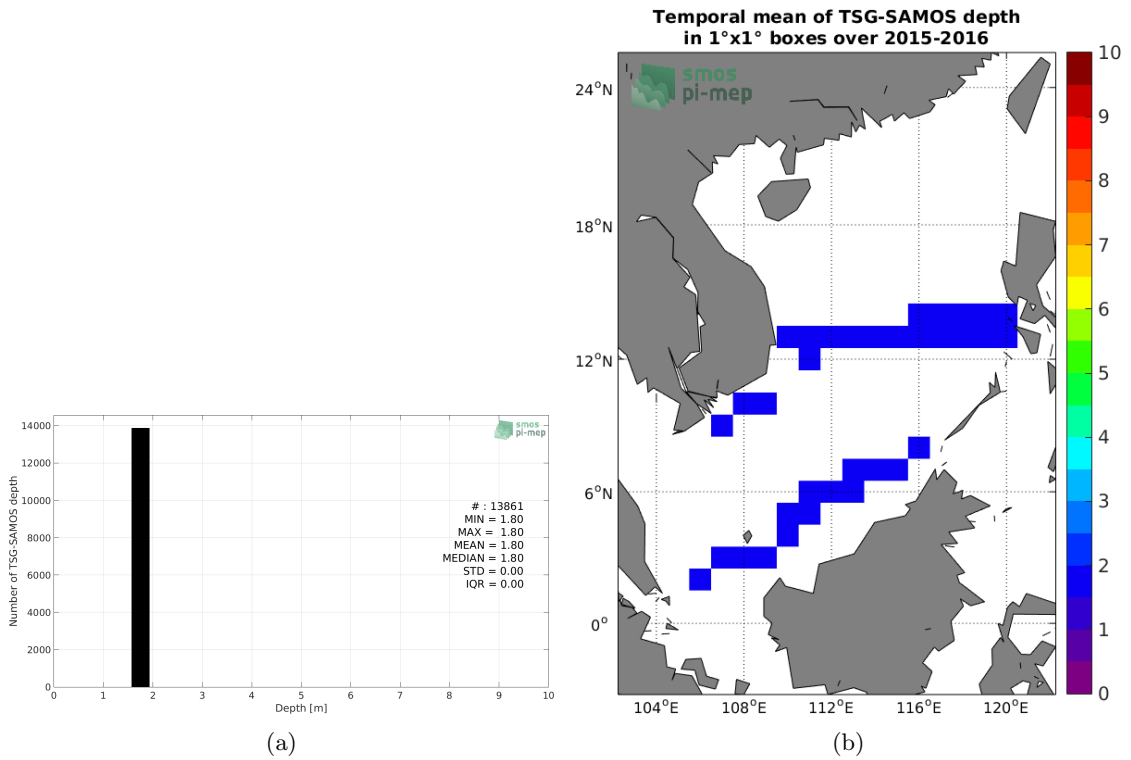 smos
pi-mep
14000
12000
10000
8000
6000
4000
2000
0
Number of TSG-SAMOS depth
# : 13861
MIN = 1.80
MAX = 1.80
MEAN = 1.80
MEDIAN = 1.80
STD = 0.00
IQR = 0.00
0 1 2 3 4 5 6 7 8 9 10
Depth [m]
(a)
Temporal mean of TSG-SAMOS depth
in 1°x1° boxes over 2015-2016
smos
pi-mep
24°N
18°N
12°N
6°N
0°
104°E 108°E 112°E 116°E 120°E
10
9
8
7
6
5
4
3
2
1
0
(b)